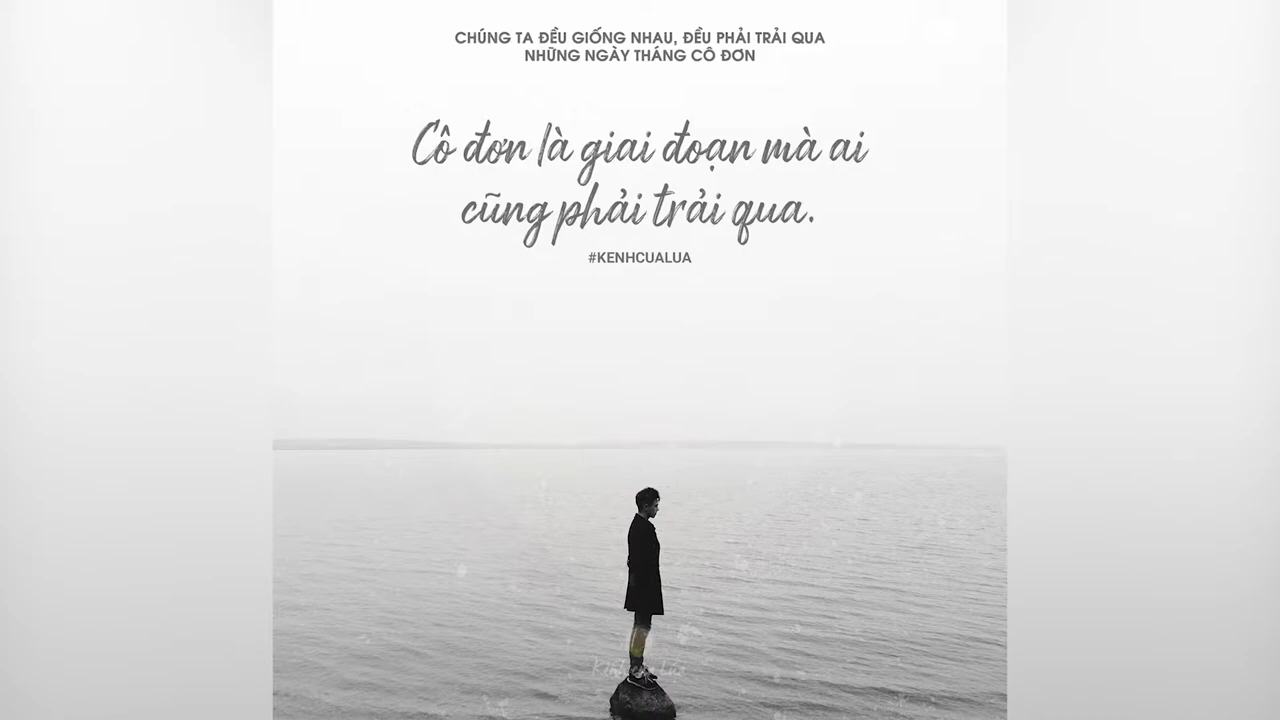 CHÚNG TA ĐỀU GIỐNG NHAU, ĐỀU PHẢI TRẢI QUA
NHỮNG NGÀY THÁNG CÔ ĐƠN
Cô đơn là giai đoạn mà ai
cũng phải trải qua.
#KENHCUALUA